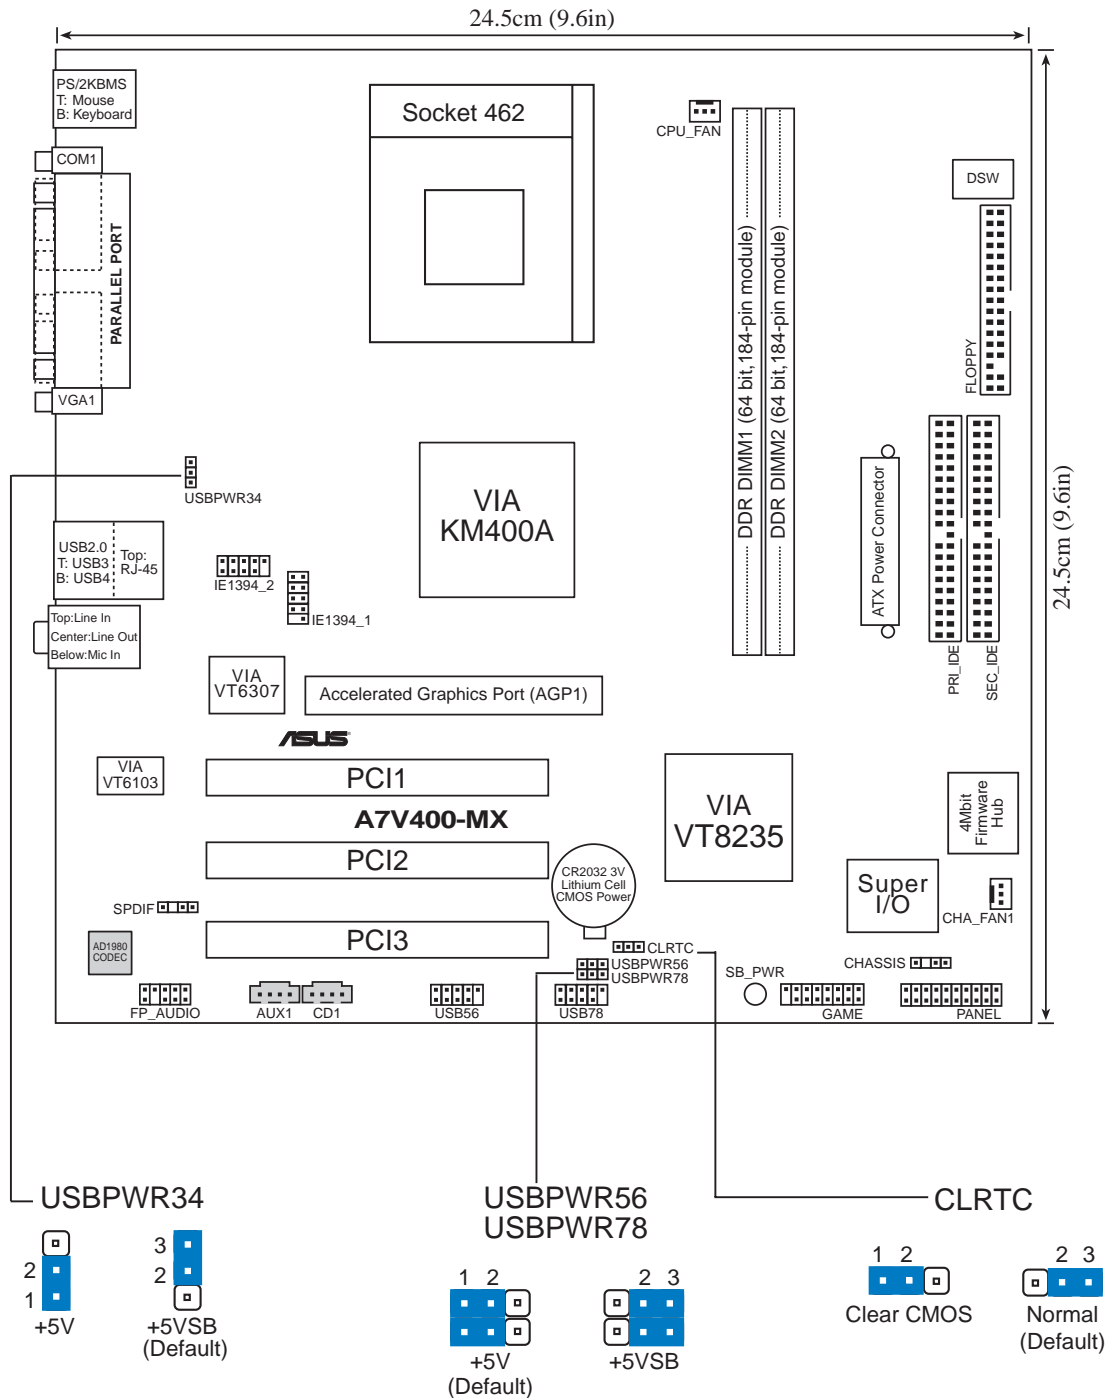 24.5cm (9.6in)
PS/2KBMS
T: Mouse
B: Keyboard
COM1
PARALLEL PORT
VGA1
Socket 462
CPU_FAN
DDR DIMM1 (64 bit,184-pin module)
DDR DIMM2 (64 bit,184-pin module)
DSW
FLOPPY
24.5cm (9.6in)
USBPWR34
VIA
KM400A
ATX Power Connector
PRI_IDE
SEC_IDE
USB2.0
T: USB3
B: USB4
Top:
RJ-45
IE1394_2
IE1394_1
Top:Line In
Center:Line Out
Below:Mic In
VIA
VT6307
Accelerated Graphics Port (AGP1)
ASUS
VIA
VT6103
PCI1
A7V400-MX
PCI2
VIA
VT8235
4Mbit
Firmware
Hub
CR2032 3V
Lithium Cell
CMOS Power
Super
I/O
CHA_FAN1
SPDIF
AD1980
CODEC
PCI3
CLRTC
USBPWR56
USBPWR78
SB_PWR
CHASSIS
FP_AUDIO
AUX1
CD1
USB56
USB78
GAME
PANEL
USBPWR34
2
1
+5V
3
2
+5VSB
(Default)
USBPWR56
USBPWR78
1 2
+5V
(Default)
2 3
+5VSB
CLRTC
1 2
Clear CMOS
2 3
Normal
(Default)